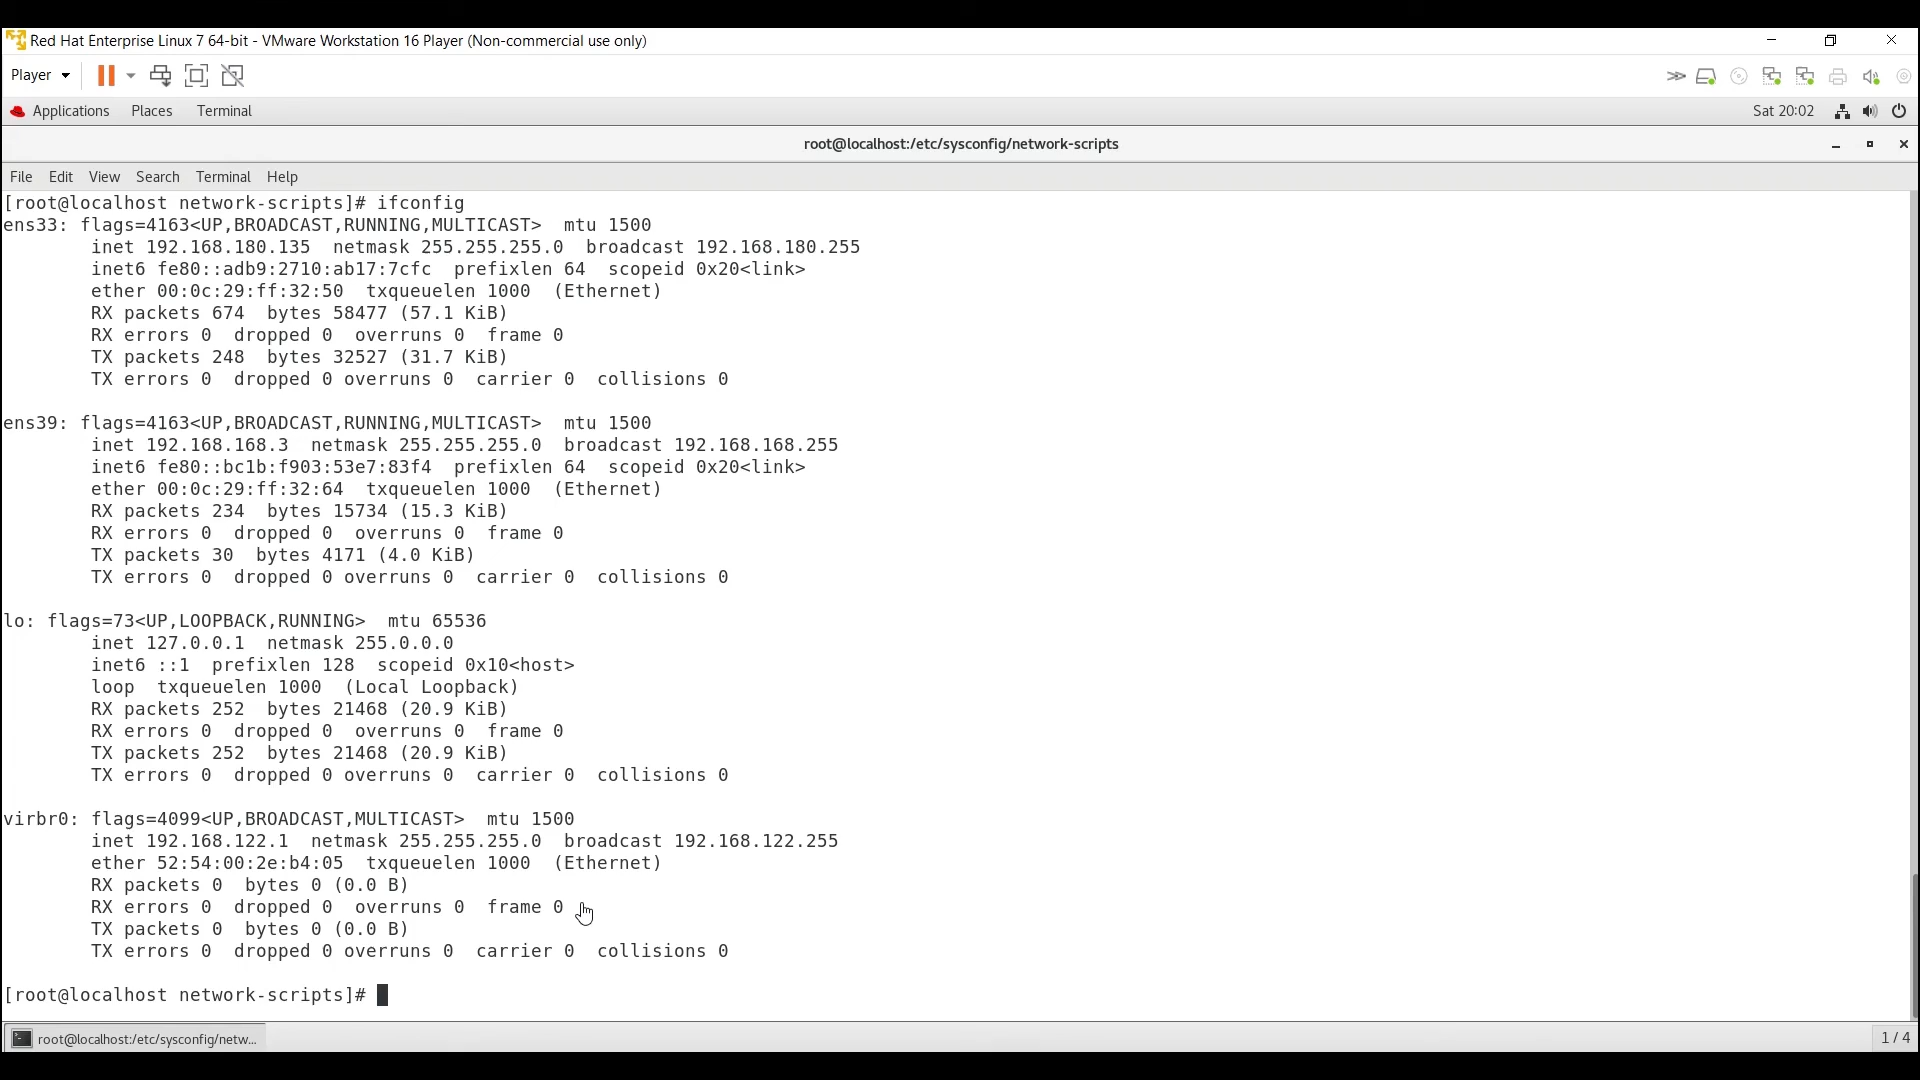 Red Hat Enterprise Linux 7 64-bit - VMware Workstation 16 Player (Non-commercial use only)
Player
Applications Places Terminal Sat 20:02
root@localhost:/etc/sysconfig/network-scripts
File Edit View Search Terminal Help
[root@localhost network-scripts]# ifconfig
ens33: flags=4163<UP,BROADCAST,RUNNING,MULTICAST>  mtu 1500
        inet 192.168.180.135  netmask 255.255.255.0  broadcast 192.168.180.255
        inet6 fe80::adb9:2710:ab17:7cfc  prefixlen 64  scopeid 0x20<link>
        ether 00:0c:29:ff:32:50  txqueuelen 1000  (Ethernet)
        RX packets 674  bytes 58477 (57.1 KiB)
        RX errors 0  dropped 0  overruns 0  frame 0
        TX packets 248  bytes 32527 (31.7 KiB)
        TX errors 0  dropped 0 overruns 0  carrier 0  collisions 0
ens39: flags=4163<UP,BROADCAST,RUNNING,MULTICAST>  mtu 1500
        inet 192.168.168.3  netmask 255.255.255.0  broadcast 192.168.168.255
        inet6 fe80::bc1b:f903:53e7:83f4  prefixlen 64  scopeid 0x20<link>
        ether 00:0c:29:ff:32:64  txqueuelen 1000  (Ethernet)
        RX packets 234  bytes 15734 (15.3 KiB)
        RX errors 0  dropped 0  overruns 0  frame 0
        TX packets 30  bytes 4171 (4.0 KiB)
        TX errors 0  dropped 0 overruns 0  carrier 0  collisions 0
lo: flags=73<UP,LOOPBACK,RUNNING>  mtu 65536
        inet 127.0.0.1  netmask 255.0.0.0
        inet6 ::1  prefixlen 128  scopeid 0x10<host>
        loop  txqueuelen 1000  (Local Loopback)
        RX packets 252  bytes 21468 (20.9 KiB)
        RX errors 0  dropped 0  overruns 0  frame 0
        TX packets 252  bytes 21468 (20.9 KiB)
        TX errors 0  dropped 0 overruns 0  carrier 0  collisions 0
virbr0: flags=4099<UP,BROADCAST,MULTICAST>  mtu 1500
        inet 192.168.122.1  netmask 255.255.255.0  broadcast 192.168.122.255
        ether 52:54:00:2e:b4:05  txqueuelen 1000  (Ethernet)
        RX packets 0  bytes 0 (0.0 B)
        RX errors 0  dropped 0  overruns 0  frame 0
        TX packets 0  bytes 0 (0.0 B)
        TX errors 0  dropped 0 overruns 0  carrier 0  collisions 0
[root@localhost network-scripts]#
root@localhost:/etc/sysconfig/netw... 1 / 4